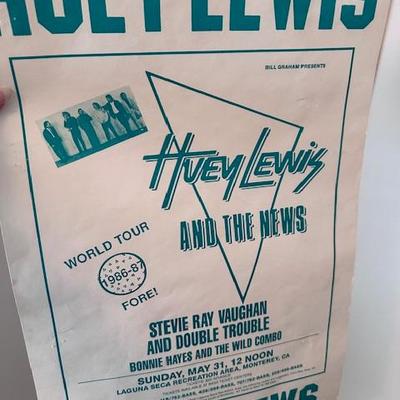 HUEY LEWIS
BILL GRAHAM PRESENTS
HUEY LEWIS
AND THE NEWS
WORLD TOUR
1986-87
FORE!
STEVIE RAY VAUGHAN
AND DOUBLE TROUBLE
BONNIE HAYES AND THE WILD COMBO
SUNDAY, MAY 31, 12 NOON
LAGUNA SECA RECREATION AREA, MONTEREY, CA